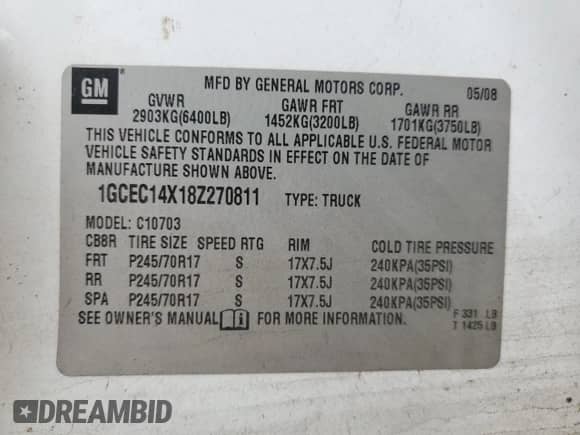 GM
MFD BY GENERAL MOTORS CORP. 05/08
GVWR GAWR FRT GAWR RR
2903KG(6400LB) 1452KG(3200LB) 1701KG(3750LB)
THIS VEHICLE CONFORMS TO ALL APPLICABLE U.S. FEDERAL MOTOR
VEHICLE SAFETY STANDARDS IN EFFECT ON THE DATE OF
MANUFACTURE SHOWN ABOVE.
1GCEC14X18Z270811 TYPE: TRUCK
MODEL: C10703
CB8R TIRE SIZE SPEED RTG RIM COLD TIRE PRESSURE
FRT P245/70R17 S 17X7.5J 240KPA(35PSI)
RR P245/70R17 S 17X7.5J 240KPA(35PSI)
SPA P245/70R17 S 17X7.5J 240KPA(35PSI)
SEE OWNER'S MANUAL FOR MORE INFORMATION.
F 331 LB
T 1425 LB
DREAMBID